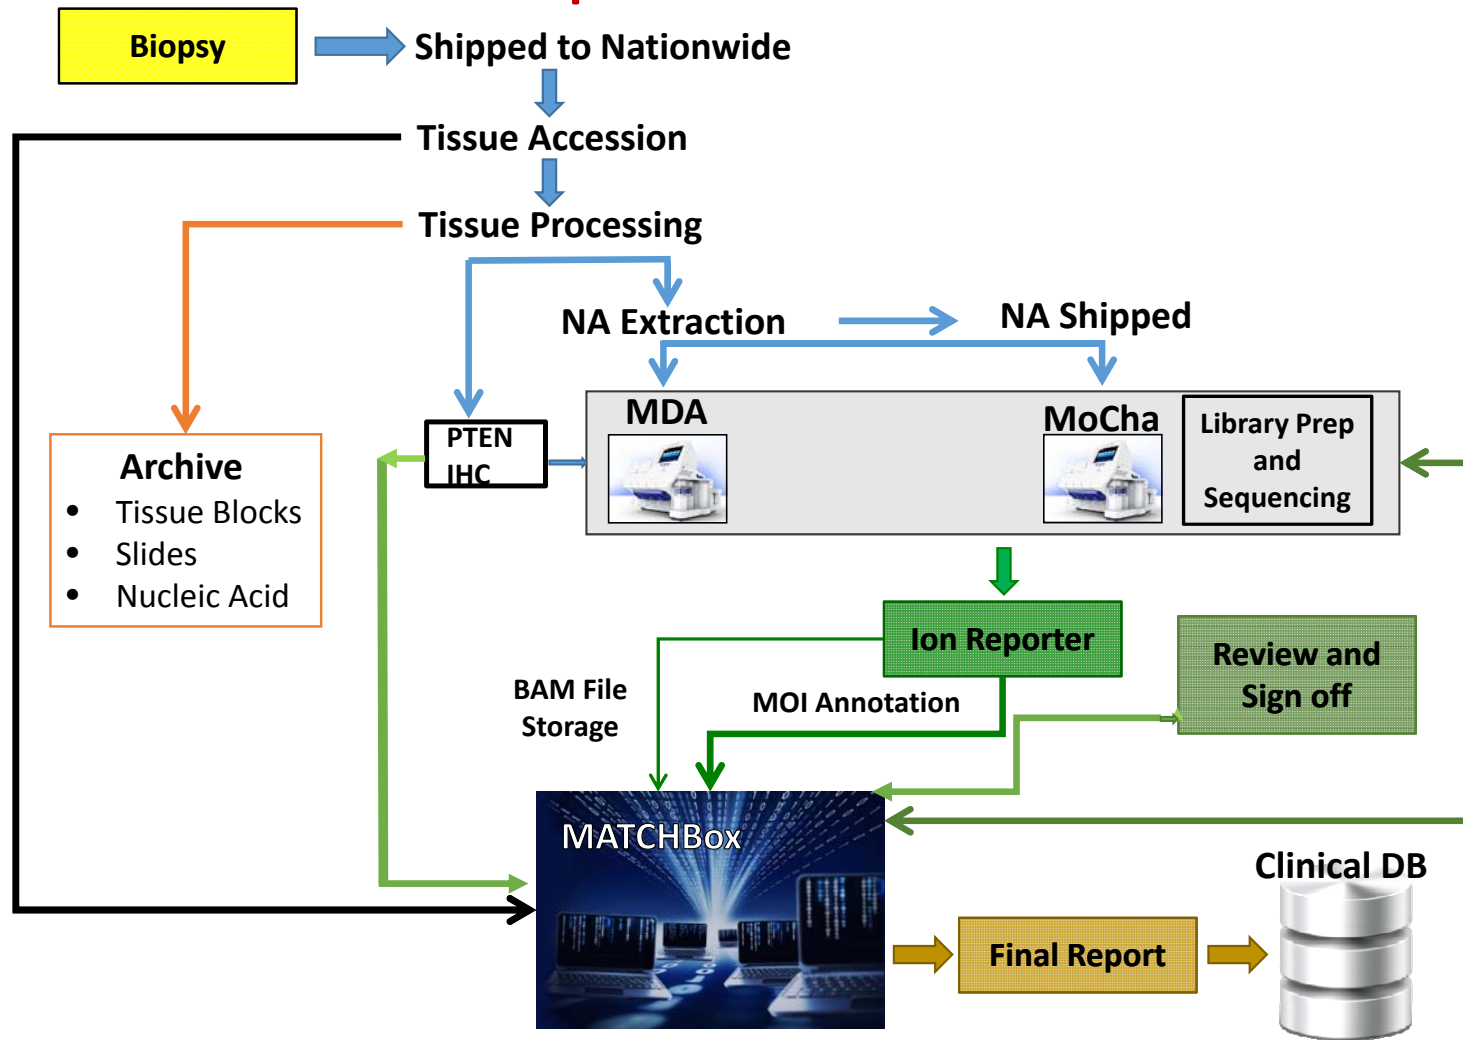 Biopsy
Shipped to Nationwide
Tissue Accession
Tissue Processing
NA Extraction
NA Shipped
MDA
MoCha
Library Prep
and
Sequencing
PTEN
IHC
Archive
• Tissue Blocks
• Slides
• Nucleic Acid
Ion Reporter
Review and
Sign off
BAM File
Storage
MOI Annotation
MATCHBox
Clinical DB
Final Report